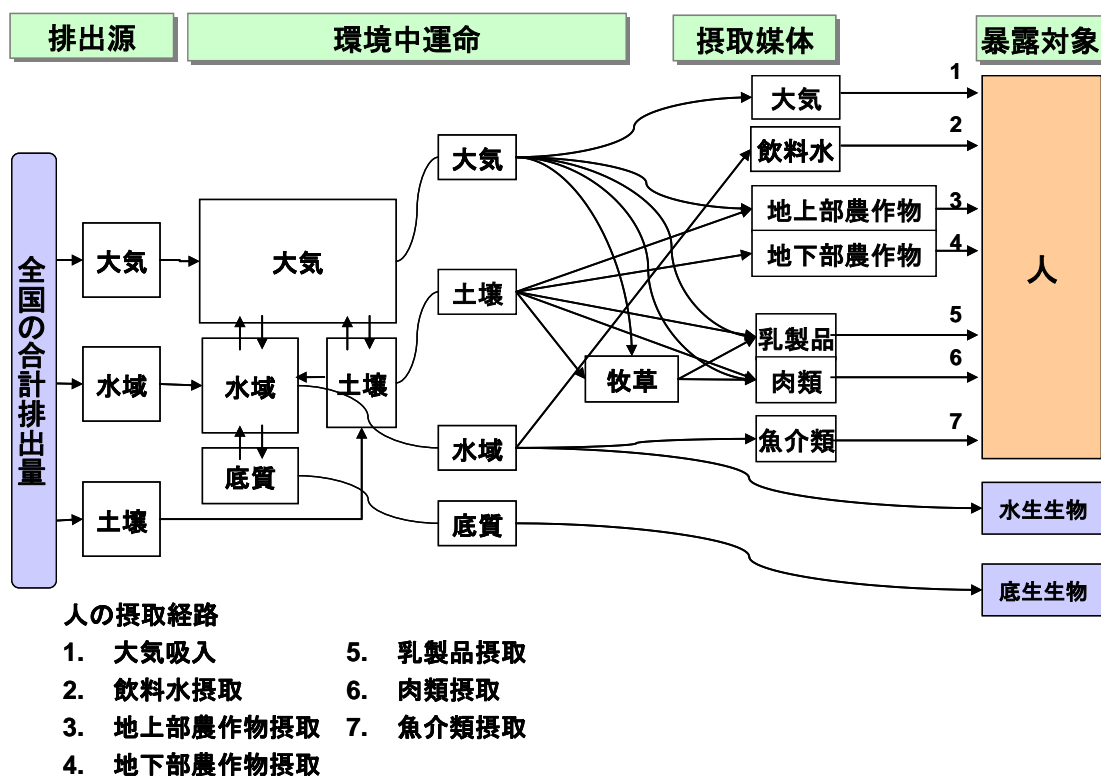 排出源
環境中運命
摂取媒体
暴露対象
全国の合計排出量
大気
水域
土壌
大気
水域
土壌
底質
大気
土壌
水域
底質
牧草
大気
飲料水
地上部農作物
地下部農作物
乳製品
肉類
魚介類
1
2
3
4
5
6
7
人
水生生物
底生生物
人の摂取経路
1. 大気吸入
2. 飲料水摂取
3. 地上部農作物摂取
4. 地下部農作物摂取
5. 乳製品摂取
6. 肉類摂取
7. 魚介類摂取